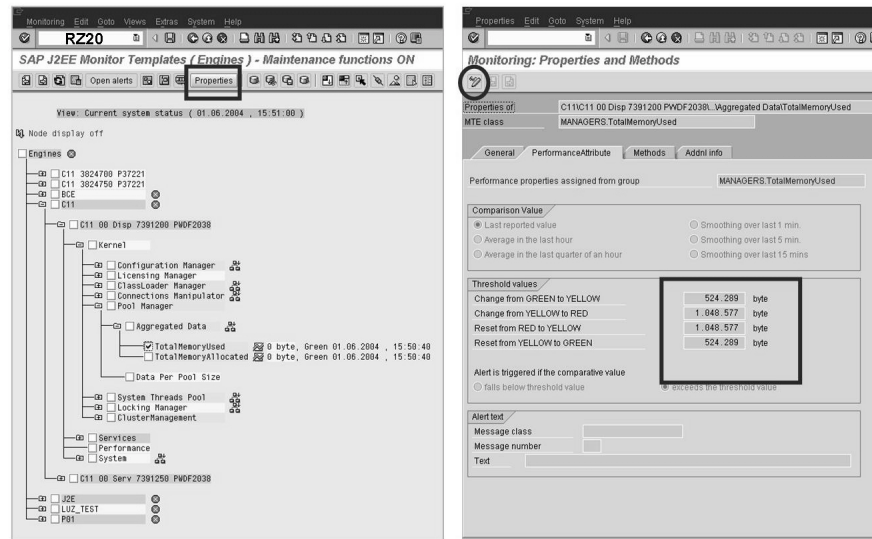 Monitoring Edit Goto Views Extras System Help
RZ20
SAP J2EE Monitor Templates ( Engines ) - Maintenance functions ON
Open alerts Properties
View: Current system status ( 01.06.2004 , 15:51:00 )
Node display off
Engines
C11 3824700 P37221
C11 3824750 P37221
BCE
C11
C11 00 Disp 7391200 PWDF2038
Kernel
Configuration Manager
Licensing Manager
ClassLoader Manager
Connections Manipulator
Pool Manager
Aggregated Data
TotalMemoryUsed 0 byte, Green 01.06.2004 , 15:50:40
TotalMemoryAllocated 0 byte, Green 01.06.2004 , 15:50:40
Data Per Pool Size
System Threads Pool
Locking Manager
ClusterManagement
Services
Performance
System
C11 00 Serv 7391250 PWDF2038
J2E
LUZ_TEST
P01
Properties Edit Goto System Help
Monitoring: Properties and Methods
Properties of C11\C11 00 Disp 7391200 PWDF2038\...\Aggregated Data\TotalMemoryUsed
MTE class MANAGERS.TotalMemoryUsed
General PerformanceAttribute Methods Addnl info
Performance properties assigned from group MANAGERS.TotalMemoryUsed
Comparison Value
Last reported value Smoothing over last 1 min.
Average in the last hour Smoothing over last 5 min.
Average in the last quarter of an hour Smoothing over last 15 mins
Threshold values
Change from GREEN to YELLOW 524.289 byte
Change from YELLOW to RED 1.048.577 byte
Reset from RED to YELLOW 1.048.577 byte
Reset from YELLOW to GREEN 524.289 byte
Alert is triggered if the comparative value
falls below threshold value exceeds the threshold value
Alert text
Message class
Message number
Text